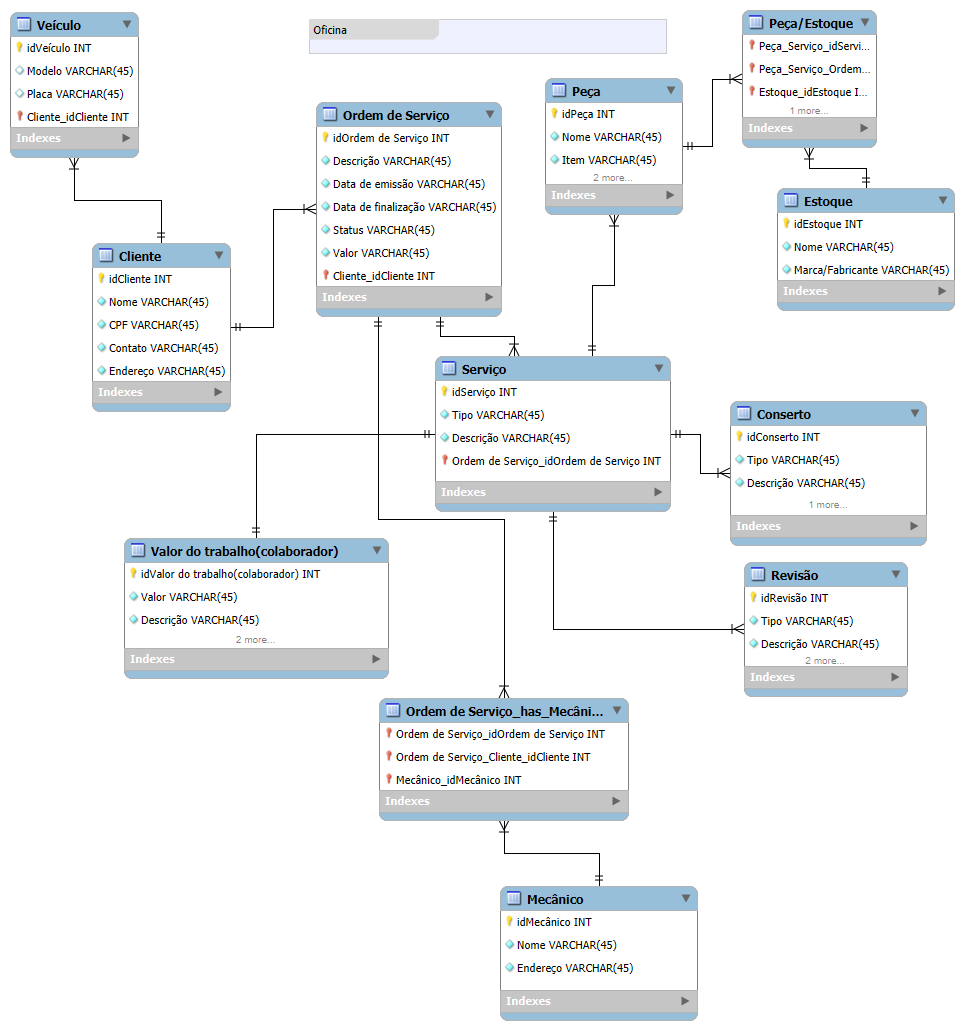 Oficina
Veículo
idVeículo INT
Modelo VARCHAR(45)
Placa VARCHAR(45)
Cliente_idCliente INT
Indexes
Cliente
idCliente INT
Nome VARCHAR(45)
CPF VARCHAR(45)
Contato VARCHAR(45)
Endereço VARCHAR(45)
Indexes
Ordem de Serviço
idOrdem de Serviço INT
Descrição VARCHAR(45)
Data de emissão VARCHAR(45)
Data de finalização VARCHAR(45)
Status VARCHAR(45)
Valor VARCHAR(45)
Cliente_idCliente INT
Indexes
Peça
idPeça INT
Nome VARCHAR(45)
Item VARCHAR(45)
2 more...
Indexes
Peça/Estoque
Peça_Serviço_idServi...
Peça_Serviço_Ordem...
Estoque_idEstoque I...
1 more...
Indexes
Estoque
idEstoque INT
Nome VARCHAR(45)
Marca/Fabricante VARCHAR(45)
Indexes
Serviço
idServiço INT
Tipo VARCHAR(45)
Descrição VARCHAR(45)
Ordem de Serviço_idOrdem de Serviço INT
Indexes
Conserto
idConserto INT
Tipo VARCHAR(45)
Descrição VARCHAR(45)
1 more...
Indexes
Valor do trabalho(colaborador)
idValor do trabalho(colaborador) INT
Valor VARCHAR(45)
Descrição VARCHAR(45)
2 more...
Indexes
Revisão
idRevisão INT
Tipo VARCHAR(45)
Descrição VARCHAR(45)
2 more...
Indexes
Ordem de Serviço_has_Mecâni...
Ordem de Serviço_idOrdem de Serviço INT
Ordem de Serviço_Cliente_idCliente INT
Mecânico_idMecânico INT
Indexes
Mecânico
idMecânico INT
Nome VARCHAR(45)
Endereço VARCHAR(45)
Indexes